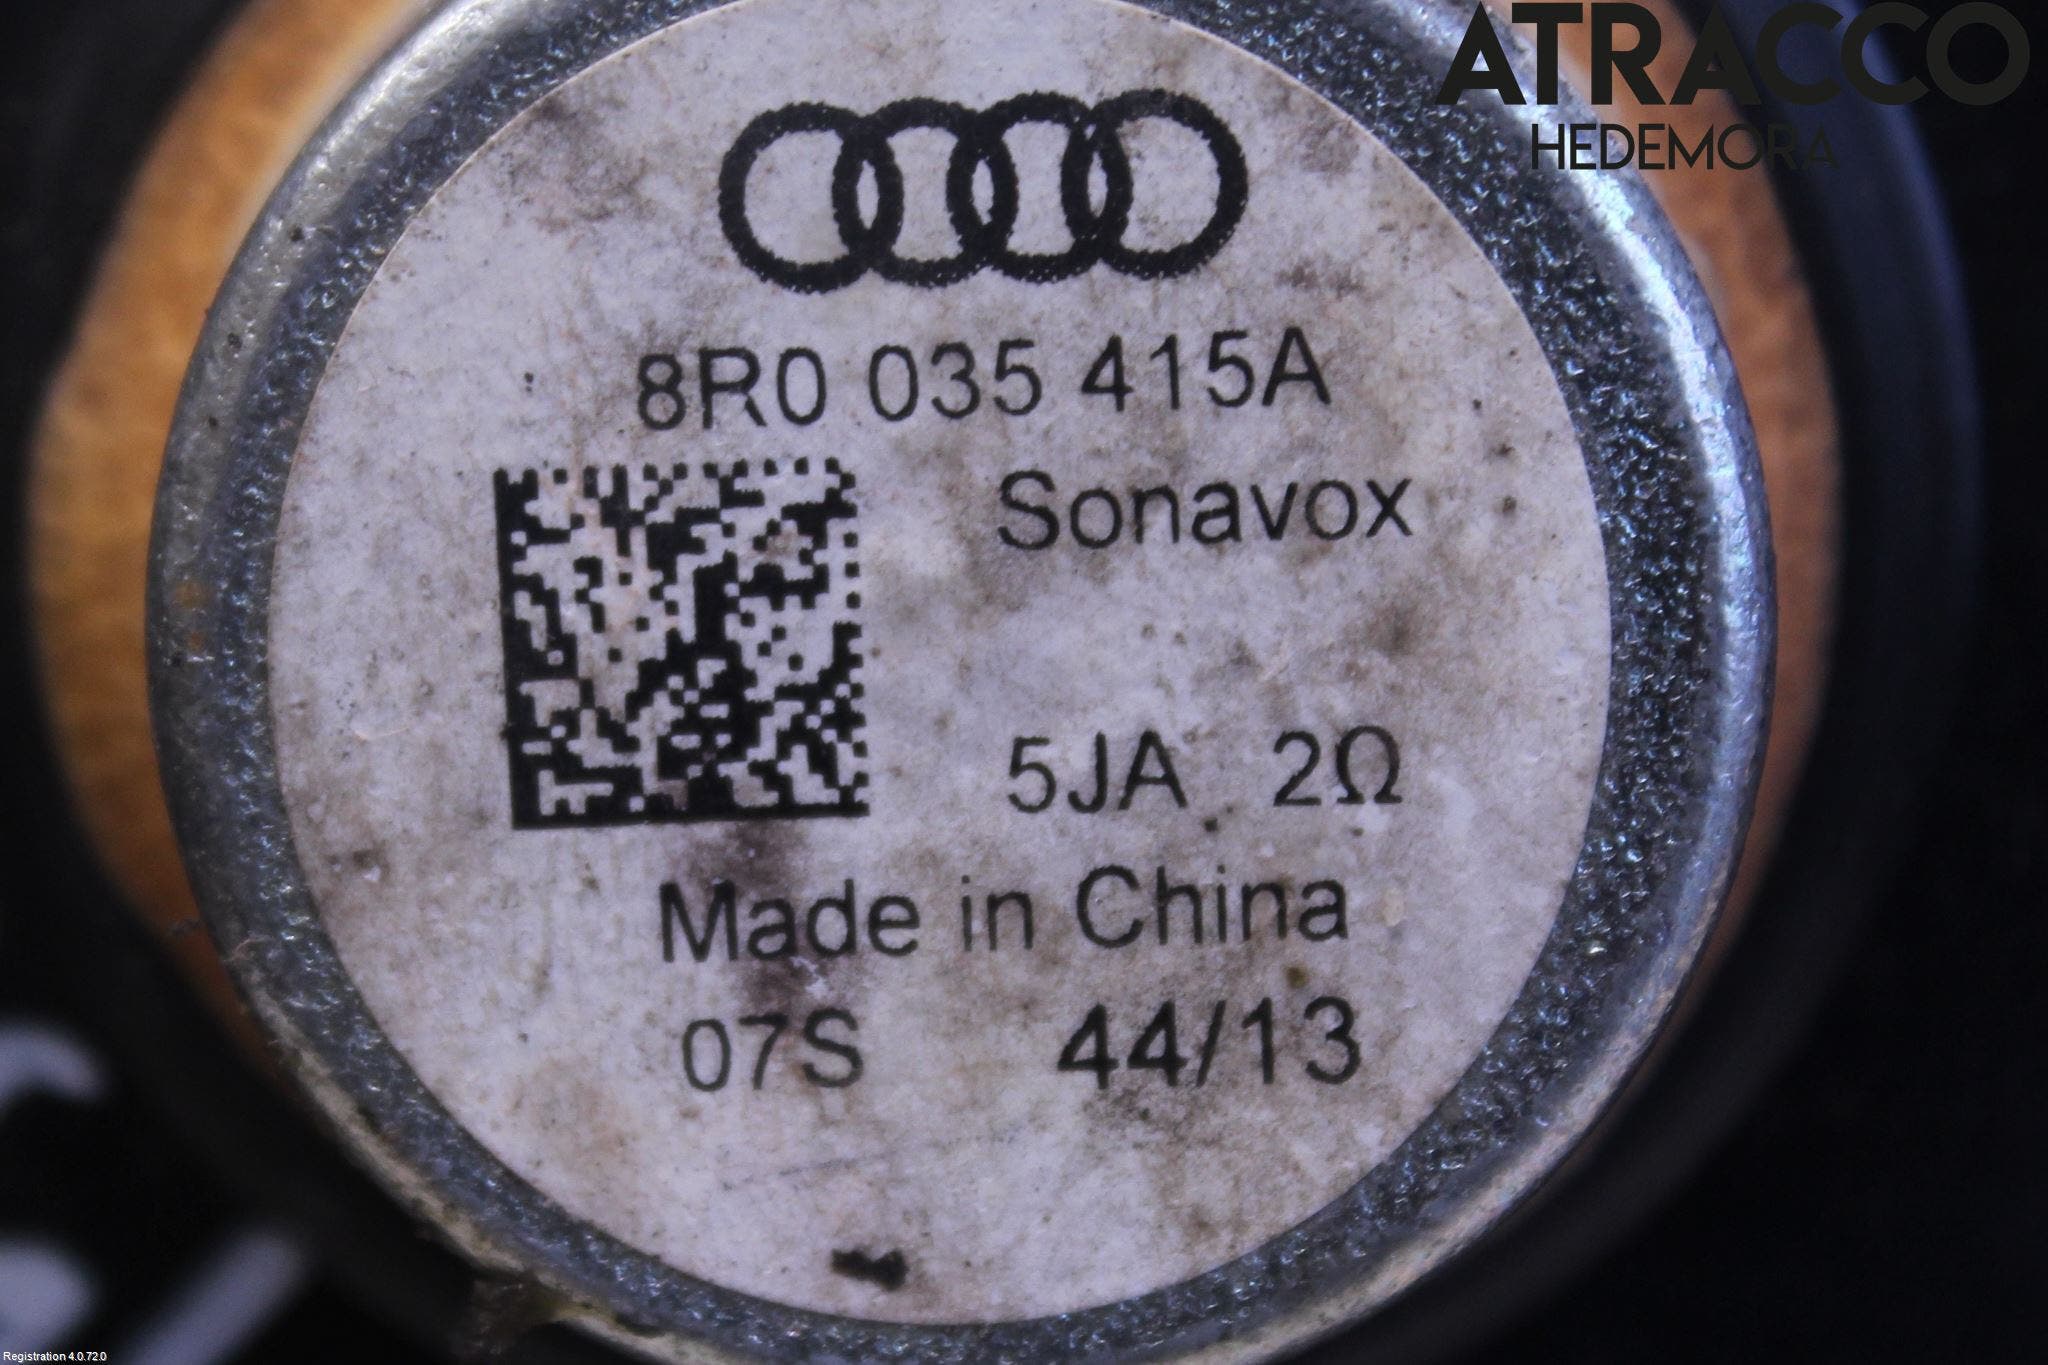 ATRACCO
HEDEMORA
8R0 035 415A
Sonavox
5JA 2Ω
Made in China
07S 44/13
Registration 4.0.72.0